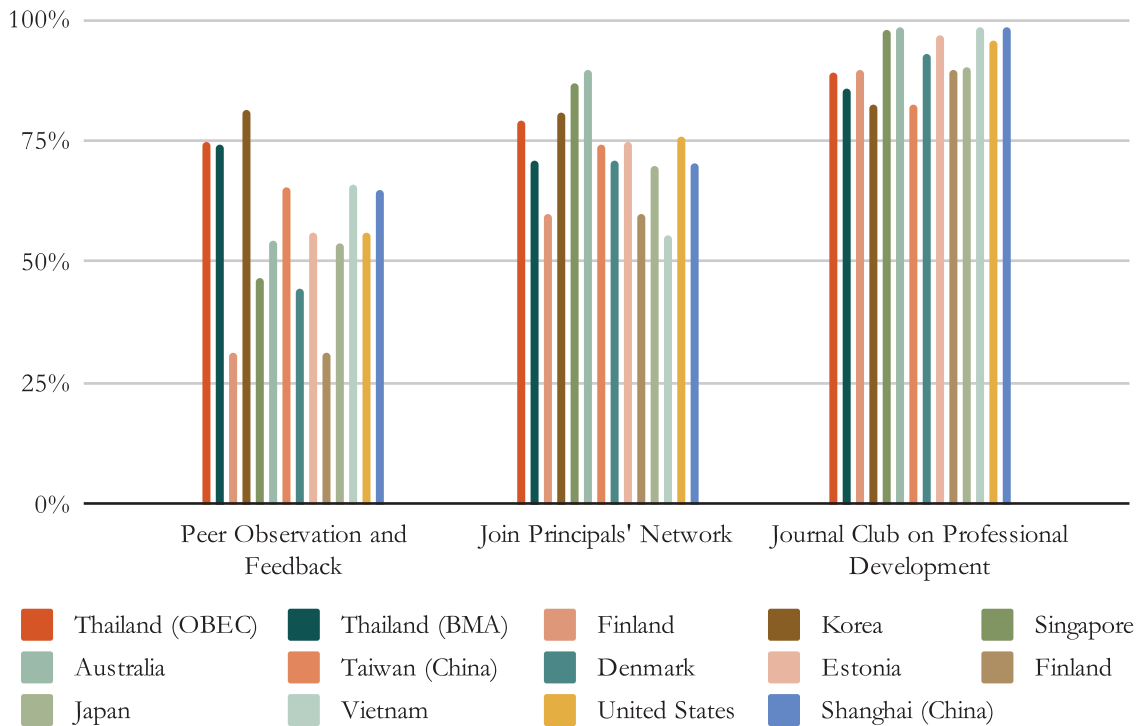 100%
75%
50%
25%
0%
Peer Observation and
Feedback
Join Principals' Network
Journal Club on Professional
Development
Thailand (OBEC)
Thailand (BMA)
Finland
Korea
Singapore
Australia
Taiwan (China)
Denmark
Estonia
Finland
Japan
Vietnam
United States
Shanghai (China)